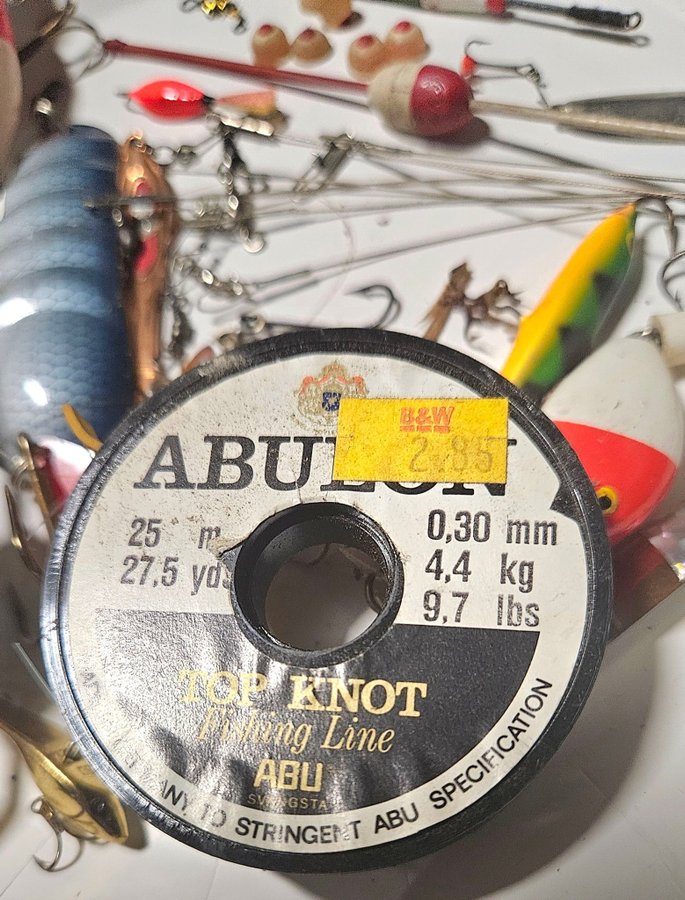 B&W
2.85
ABULON
25 m
27,5 yds
0,30 mm
4,4 kg
9,7 lbs
TOP KNOT
Fishing Line
ABU
SVÄNGSTA
TO STRINGENT ABU SPECIFICATION